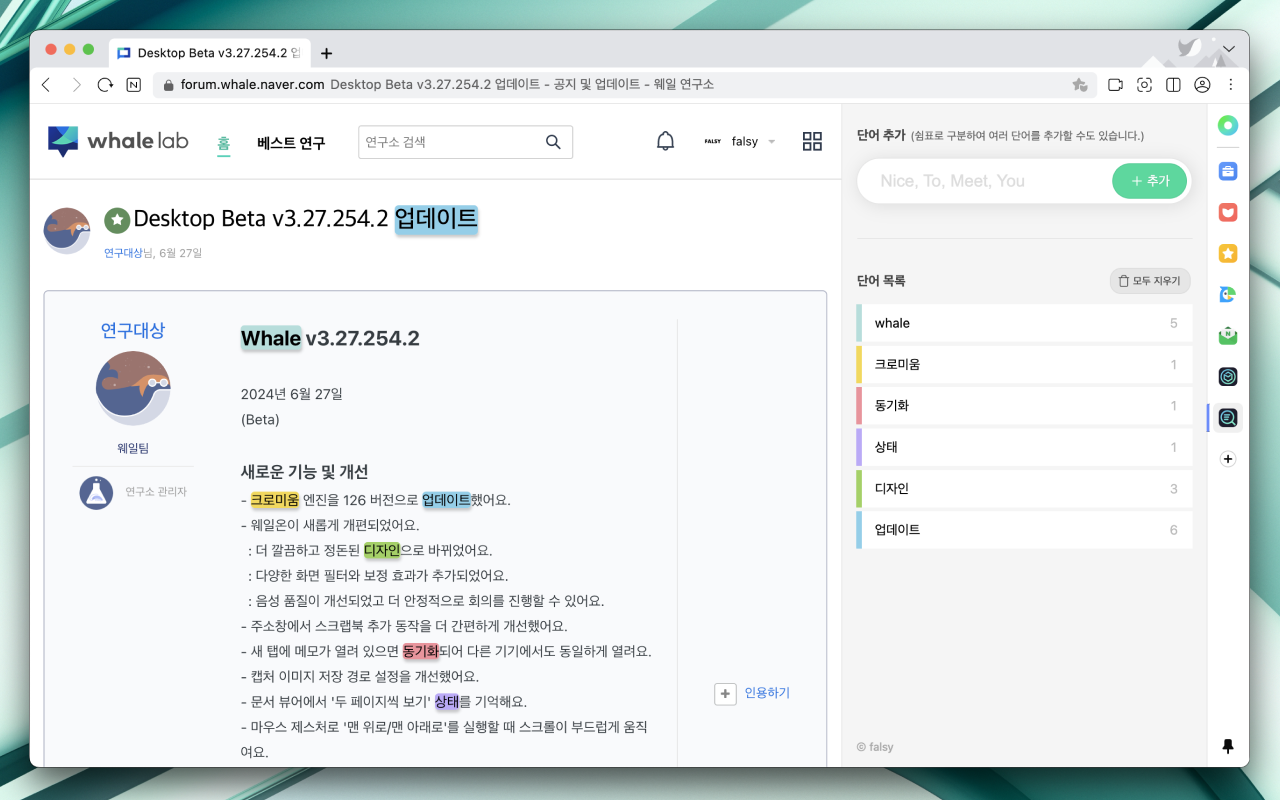 Desktop Beta v3.27.254.2 업
forum.whale.naver.com Desktop Beta v3.27.254.2 업데이트 - 공지 및 업데이트 - 웨일 연구소
whale lab
홈
베스트 연구
연구소 검색
FALSY
falsy
Desktop Beta v3.27.254.2 업데이트
연구대상님, 6월 27일
연구대상
웨일팀
연구소 관리자
Whale v3.27.254.2
2024년 6월 27일
(Beta)
새로운 기능 및 개선
- 크로미움 엔진을 126 버전으로 업데이트했어요.
- 웨일온이 새롭게 개편되었어요.
: 더 깔끔하고 정돈된 디자인으로 바뀌었어요.
: 다양한 화면 필터와 보정 효과가 추가되었어요.
: 음성 품질이 개선되었고 더 안정적으로 회의를 진행할 수 있어요.
- 주소창에서 스크랩북 추가 동작을 더 간편하게 개선했어요.
- 새 탭에 메모가 열려 있으면 동기화되어 다른 기기에서도 동일하게 열려요.
- 캡처 이미지 저장 경로 설정을 개선했어요.
- 문서 뷰어에서 '두 페이지씩 보기' 상태를 기억해요.
- 마우스 제스처로 '맨 위로/맨 아래로'를 실행할 때 스크롤이 부드럽게 움직
여요.
인용하기
단어 추가 (쉼표로 구분하여 여러 단어를 추가할 수도 있습니다.)
Nice, To, Meet, You
+ 추가
단어 목록
모두 지우기
whale 5
크로미움 1
동기화 1
상태 1
디자인 3
업데이트 6
© falsy